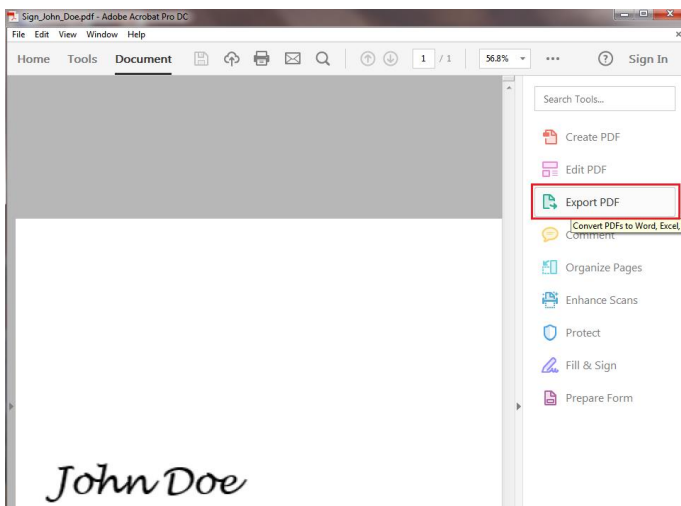 Sign_John_Doe.pdf - Adobe Acrobat Pro DC
File Edit View Window Help
Home Tools Document 1 / 1 56.8% ... ? Sign In
Search Tools...
Create PDF
Edit PDF
Export PDF
Convert PDFs to Word, Excel,
Comment
Organize Pages
Enhance Scans
Protect
Fill & Sign
Prepare Form
John Doe